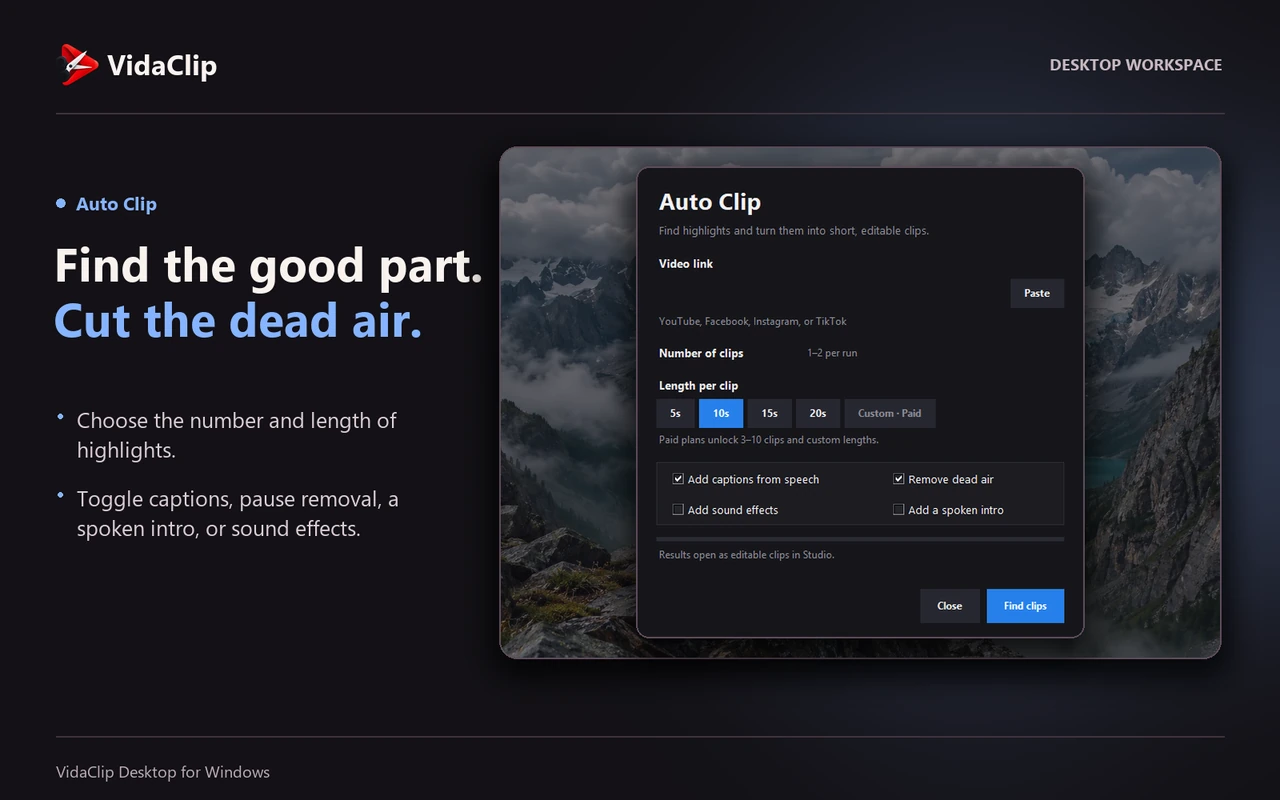 VidaClip
DESKTOP WORKSPACE
Auto Clip
Find the good part.
Cut the dead air.
• Choose the number and length of
highlights.
• Toggle captions, pause removal, a
spoken intro, or sound effects.
Auto Clip
Find highlights and turn them into short, editable clips.
Video link
Paste
YouTube, Facebook, Instagram, or TikTok
Number of clips 1–2 per run
Length per clip
5s 10s 15s 20s Custom · Paid
Paid plans unlock 3–10 clips and custom lengths.
Add captions from speech Remove dead air
Add sound effects Add a spoken intro
Results open as editable clips in Studio.
Close Find clips
VidaClip Desktop for Windows